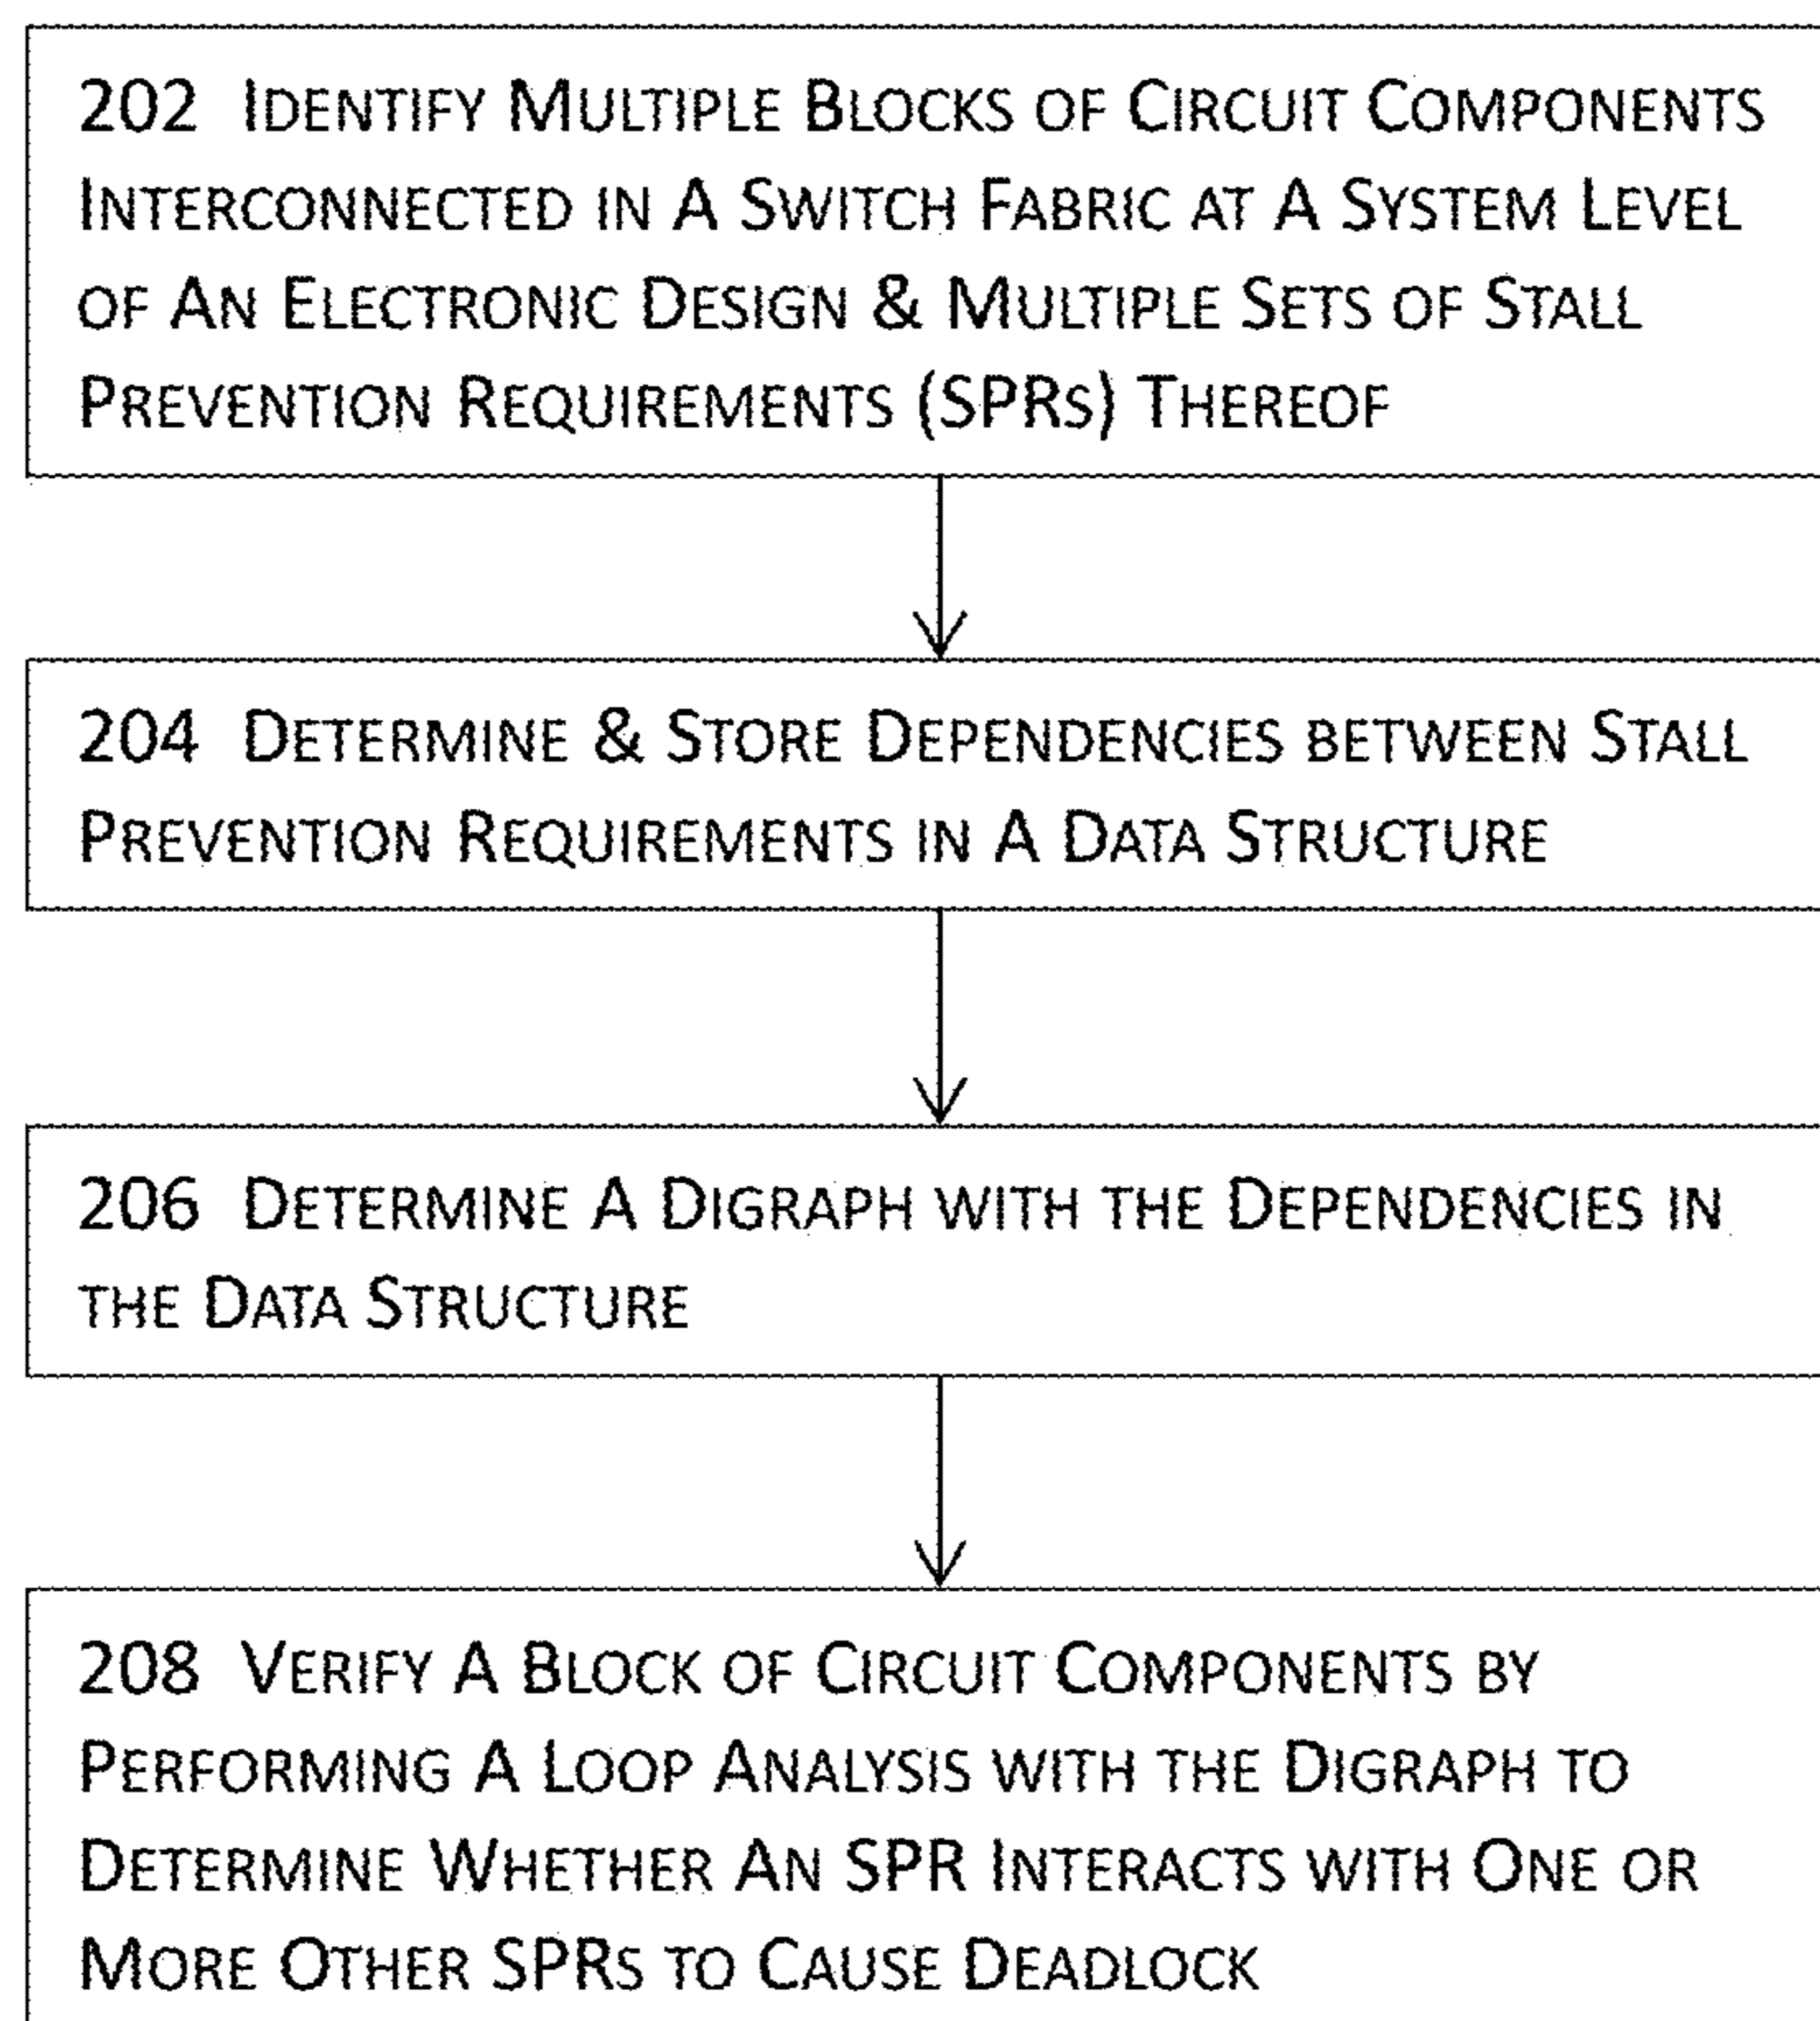 202 Identify Multiple Blocks of Circuit Components
Interconnected in A Switch Fabric at A System Level
of An Electronic Design & Multiple Sets of Stall
Prevention Requirements (SPRs) Thereof
204 Determine & Store Dependencies between Stall
Prevention Requirements in A Data Structure
206 Determine A Digraph with the Dependencies in
the Data Structure
208 Verify A Block of Circuit Components by
Performing A Loop Analysis with the Digraph to
Determine Whether An SPR Interacts with One or
More Other SPRs to Cause Deadlock